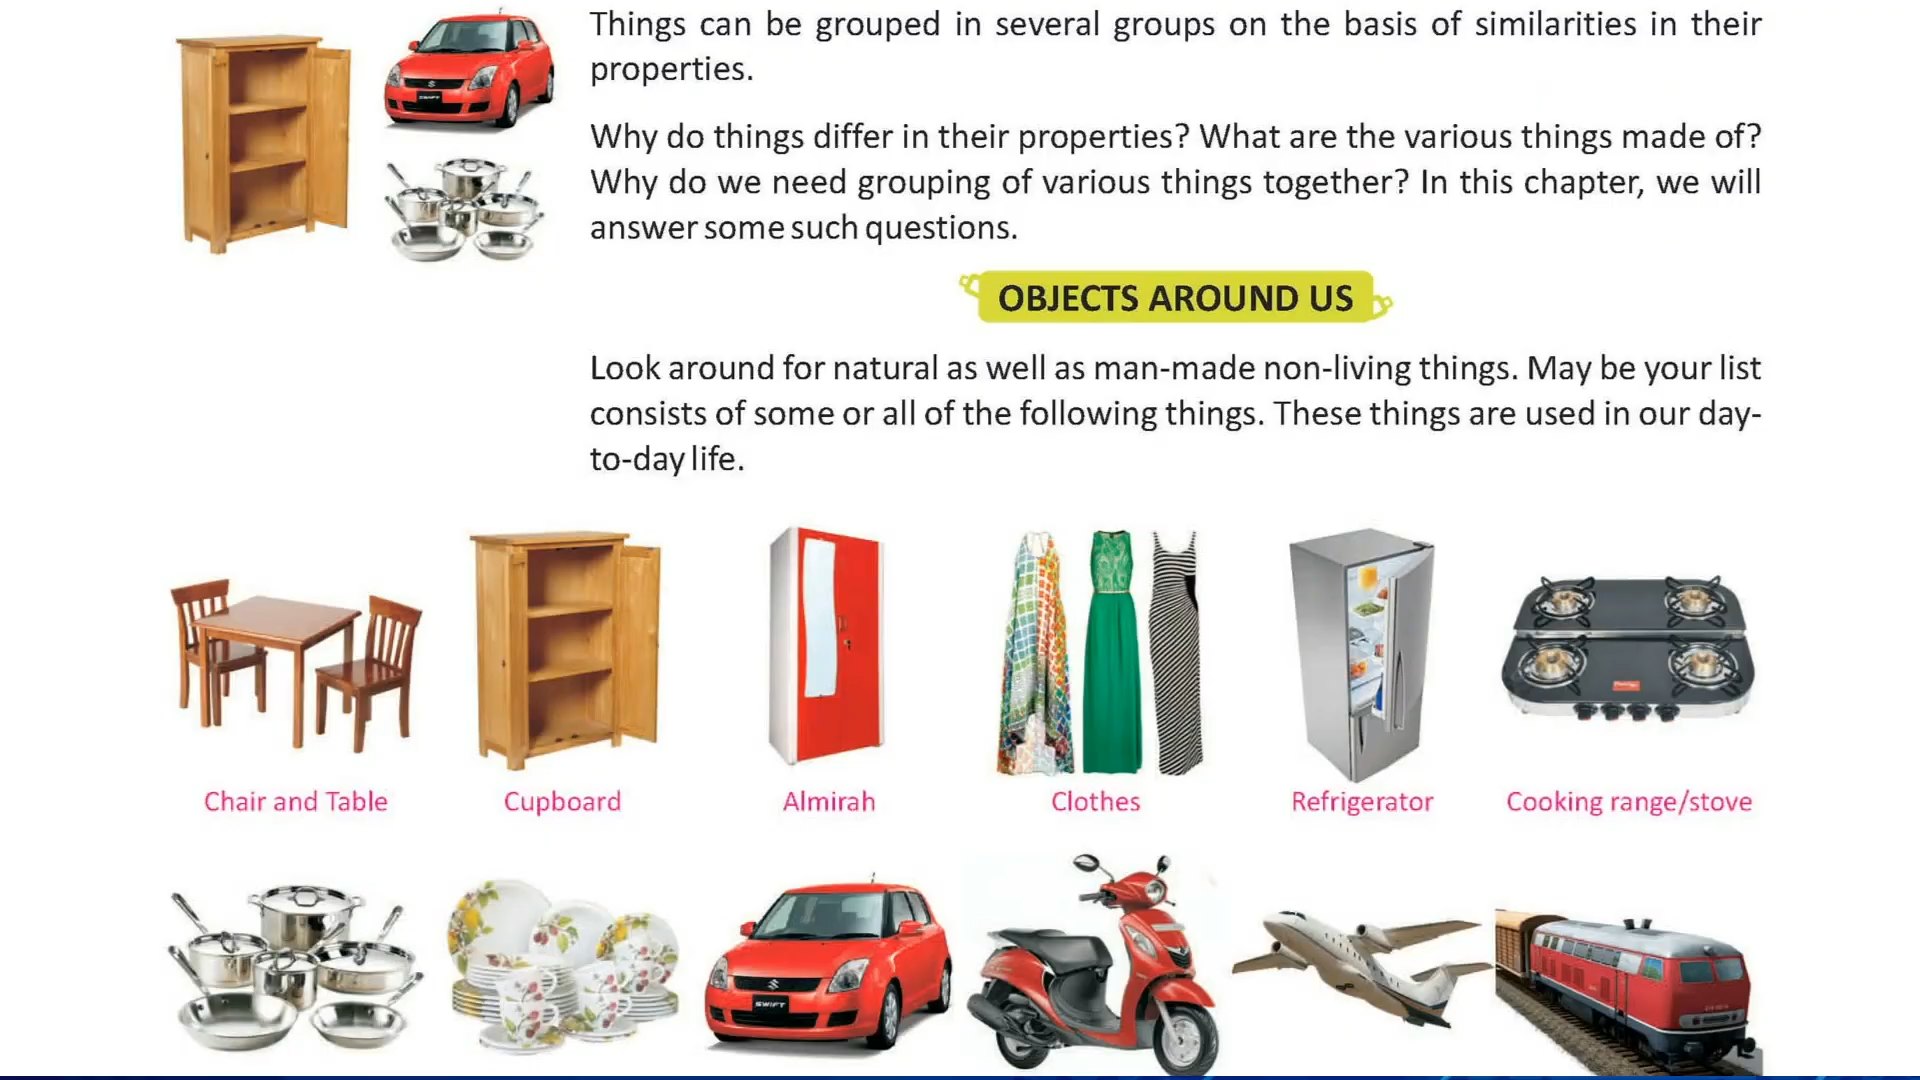 Things can be grouped in several groups on the basis of similarities in their
properties.
Why do things differ in their properties? What are the various things made of?
Why do we need grouping of various things together? In this chapter, we will
answer some such questions.
OBJECTS AROUND US
Look around for natural as well as man-made non-living things. May be your list
consists of some or all of the following things. These things are used in our day-
to-day life.
Chair and Table
Cupboard
Almirah
Clothes
Refrigerator
Cooking range/stove
SWIFT
SWIFT